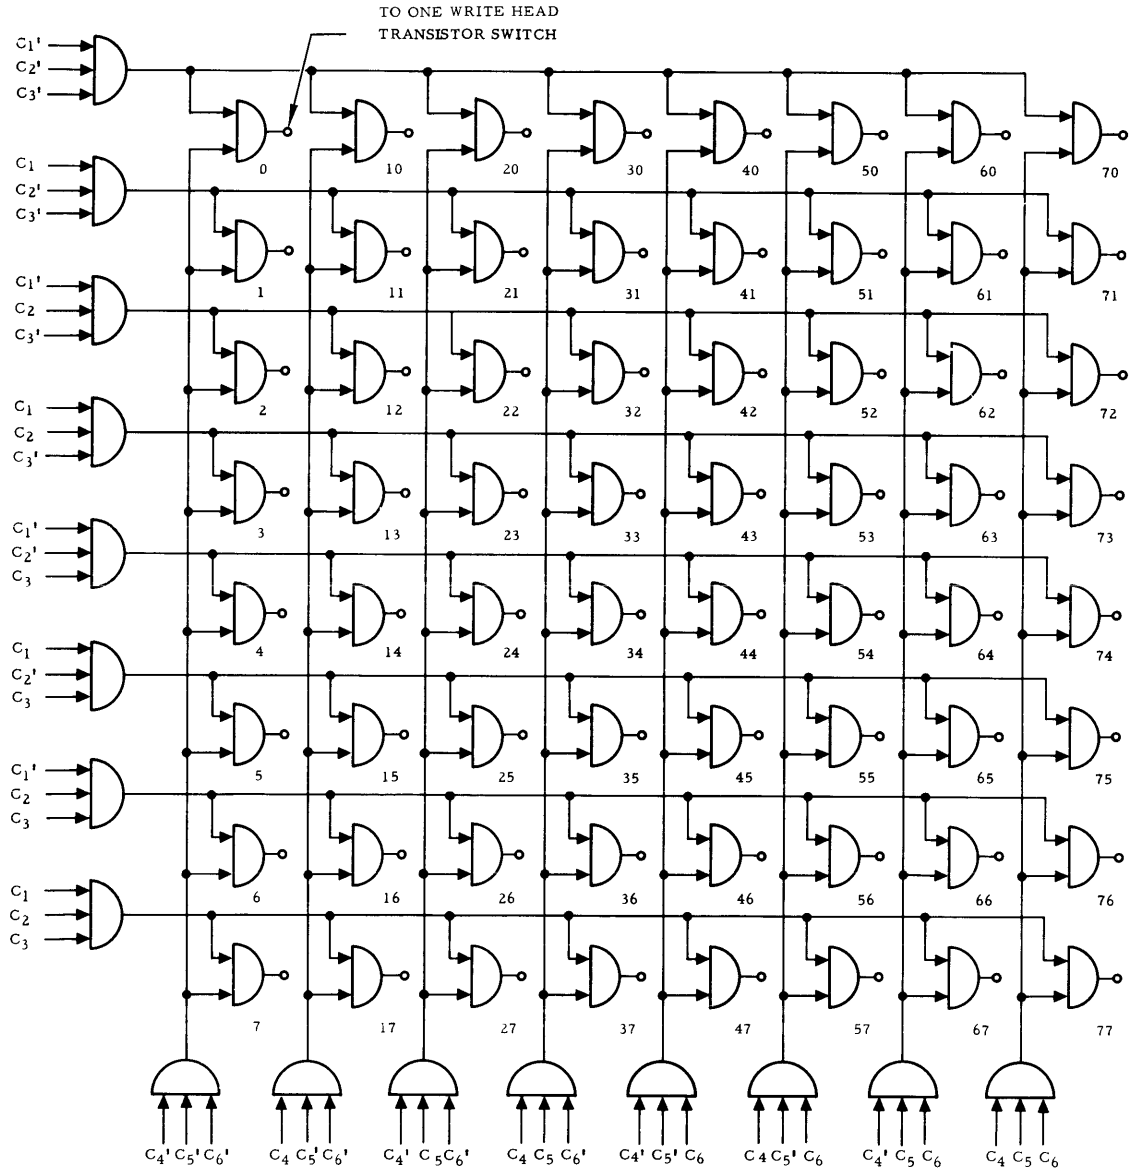 TO ONE WRITE HEAD
TRANSISTOR SWITCH
C1'
C2'
C3'
0 10 20 30 40 50 60 70
C1
C2'
C3'
1 11 21 31 41 51 61 71
C1'
C2
C3'
2 12 22 32 42 52 62 72
C1
C2
C3'
3 13 23 33 43 53 63 73
C1'
C2'
C3
4 14 24 34 44 54 64 74
C1
C2'
C3
5 15 25 35 45 55 65 75
C1'
C2
C3
6 16 26 36 46 56 66 76
C1
C2
C3
7 17 27 37 47 57 67 77
C4' C5' C6' C4 C5' C6' C4' C5 C6' C4 C5 C6' C4' C5' C6 C4 C5' C6 C4' C5 C6 C4 C5 C6